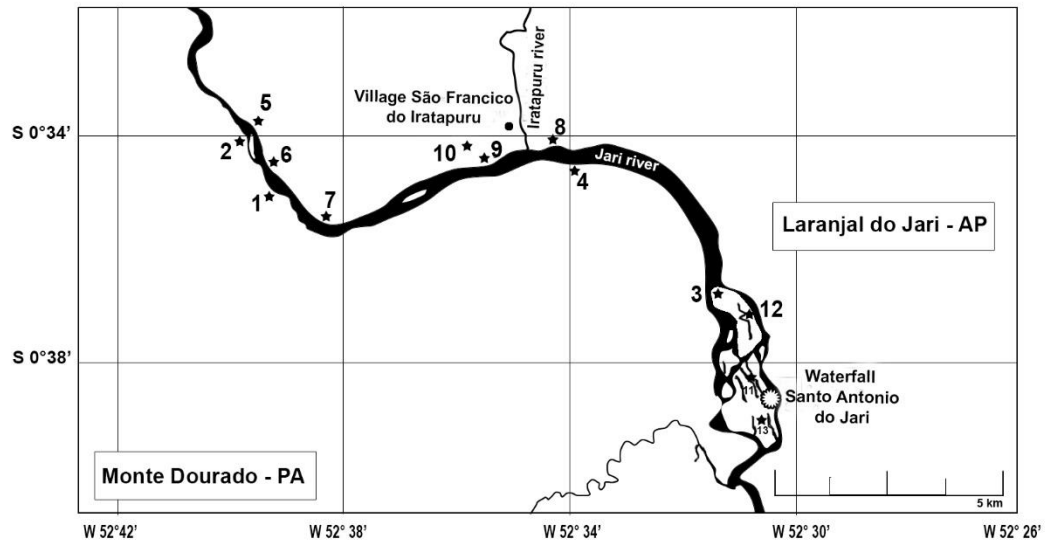 Iratapuru river
Village São Francico
do Iratapuru
5
8
S 0°34'
2
10
9
Jari river
6
4
1
7
Laranjal do Jari - AP
3
12
S 0°38'
11
Waterfall
Santo Antonio
do Jari
13
Monte Dourado - PA
5 km
W 52°42'
W 52° 38'
W 52° 34'
W 52° 30'
W 52° 26'